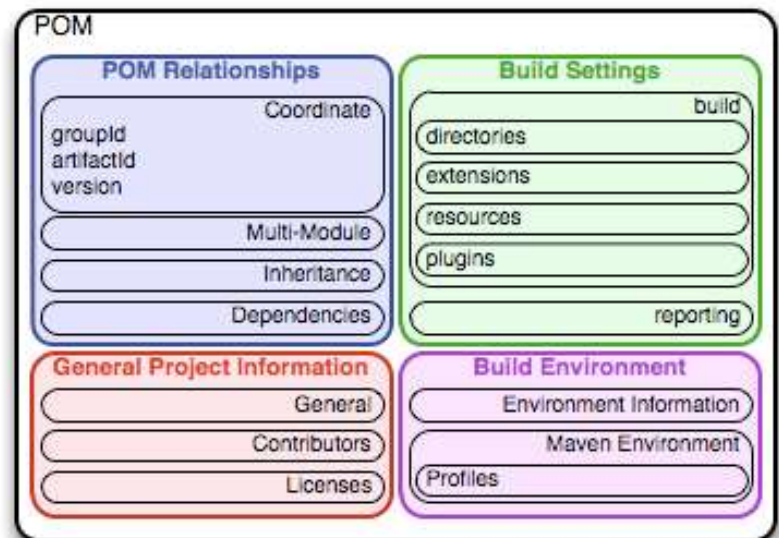 POM
POM Relationships
Coordinate
groupId
artifactId
version
Multi-Module
Inheritance
Dependencies
Build Settings
build
directories
extensions
resources
plugins
reporting
General Project Information
General
Contributors
Licenses
Build Environment
Environment Information
Maven Environment
Profiles